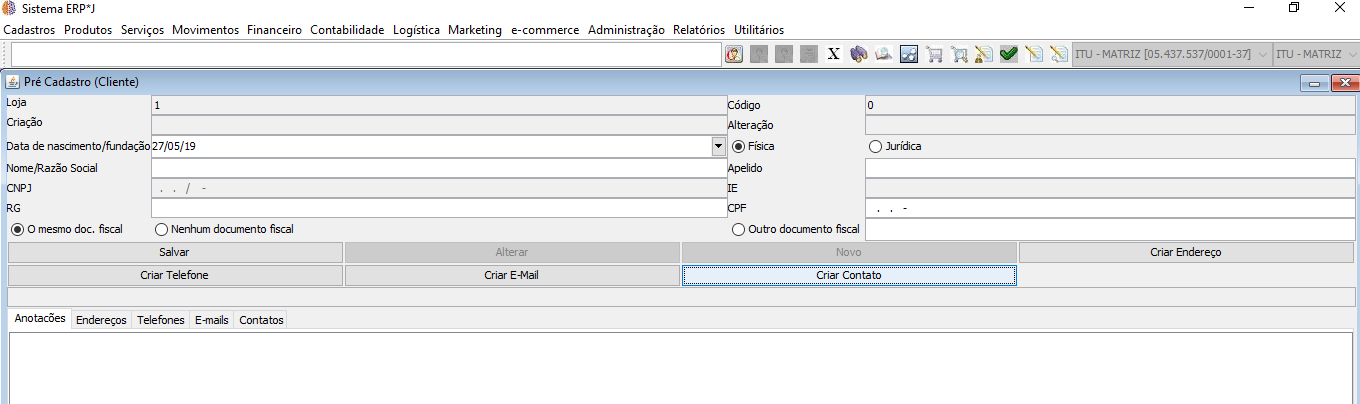 Sistema ERP*J
Cadastros Produtos Serviços Movimentos Financeiro Contabilidade Logística Marketing e-commerce Administração Relatórios Utilitários
X ITU - MATRIZ [05.437.537/0001-37] ITU - MATRIZ
Pré Cadastro (Cliente)
Loja 1 Código 0
Criação Alteração
Data de nascimento/fundação 27/05/19 Física Jurídica
Nome/Razão Social Apelido
CNPJ . . / - IE
RG CPF . . -
O mesmo doc. fiscal Nenhum documento fiscal Outro documento fiscal
Salvar Alterar Novo Criar Endereço
Criar Telefone Criar E-Mail Criar Contato
Anotacões Endereços Telefones E-mails Contatos